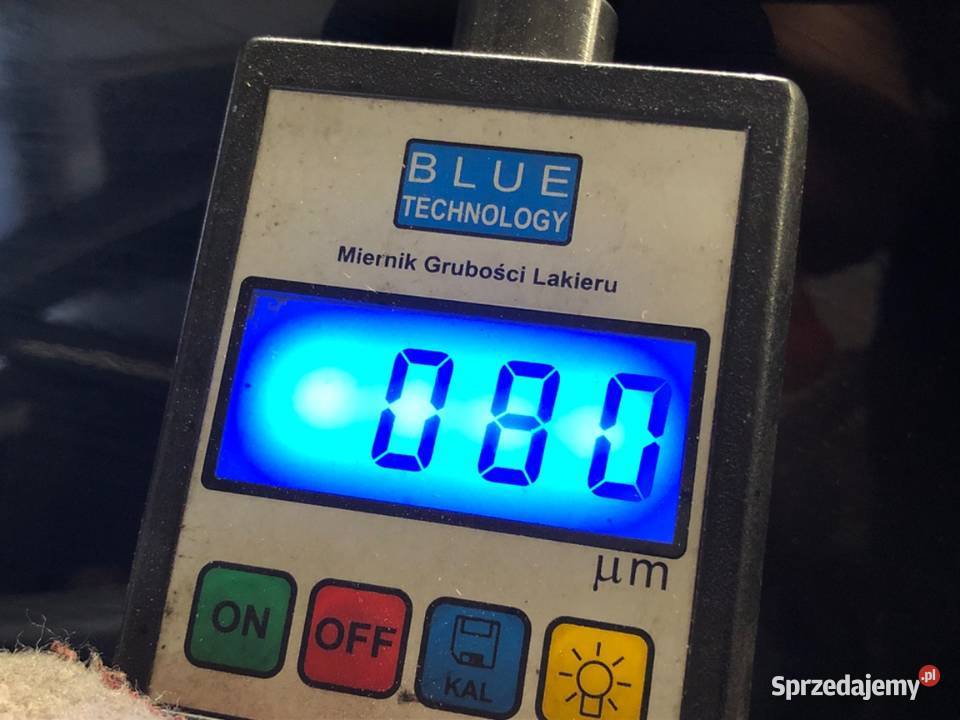 BLUE
TECHNOLOGY
Miernik Grubości Lakieru
080
μm
ON
OFF
KAL
Sprzedajemy.pl